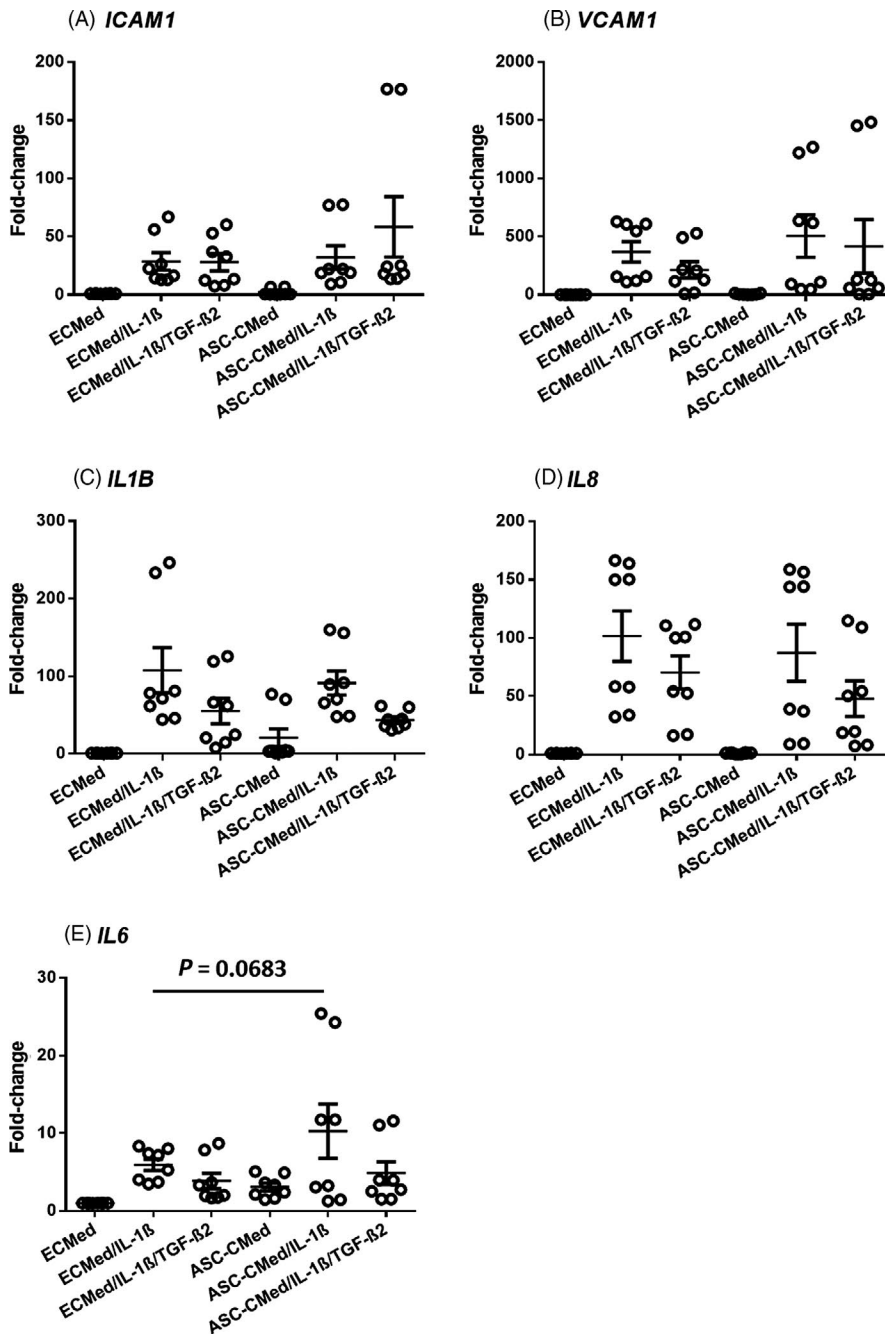 (A) ICAM1
200
150
100
50
0
Fold-change
ECMed
ECMed/IL-1ß
ECMed/IL-1ß/TGF-ß2
ASC-CMed
ASC-CMed/IL-1ß
ASC-CMed/IL-1ß/TGF-ß2
(B) VCAM1
2000
1500
1000
500
0
Fold-change
ECMed
ECMed/IL-1ß
ECMed/IL-1ß/TGF-ß2
ASC-CMed
ASC-CMed/IL-1ß
ASC-CMed/IL-1ß/TGF-ß2
(C) IL1B
300
200
100
0
Fold-change
ECMed
ECMed/IL-1ß
ECMed/IL-1ß/TGF-ß2
ASC-CMed
ASC-CMed/IL-1ß
ASC-CMed/IL-1ß/TGF-ß2
(D) IL8
200
150
100
50
0
Fold-change
ECMed
ECMed/IL-1ß
ECMed/IL-1ß/TGF-ß2
ASC-CMed
ASC-CMed/IL-1ß
ASC-CMed/IL-1ß/TGF-ß2
(E) IL6
P = 0.0683
30
20
10
0
Fold-change
ECMed
ECMed/IL-1ß
ECMed/IL-1ß/TGF-ß2
ASC-CMed
ASC-CMed/IL-1ß
ASC-CMed/IL-1ß/TGF-ß2